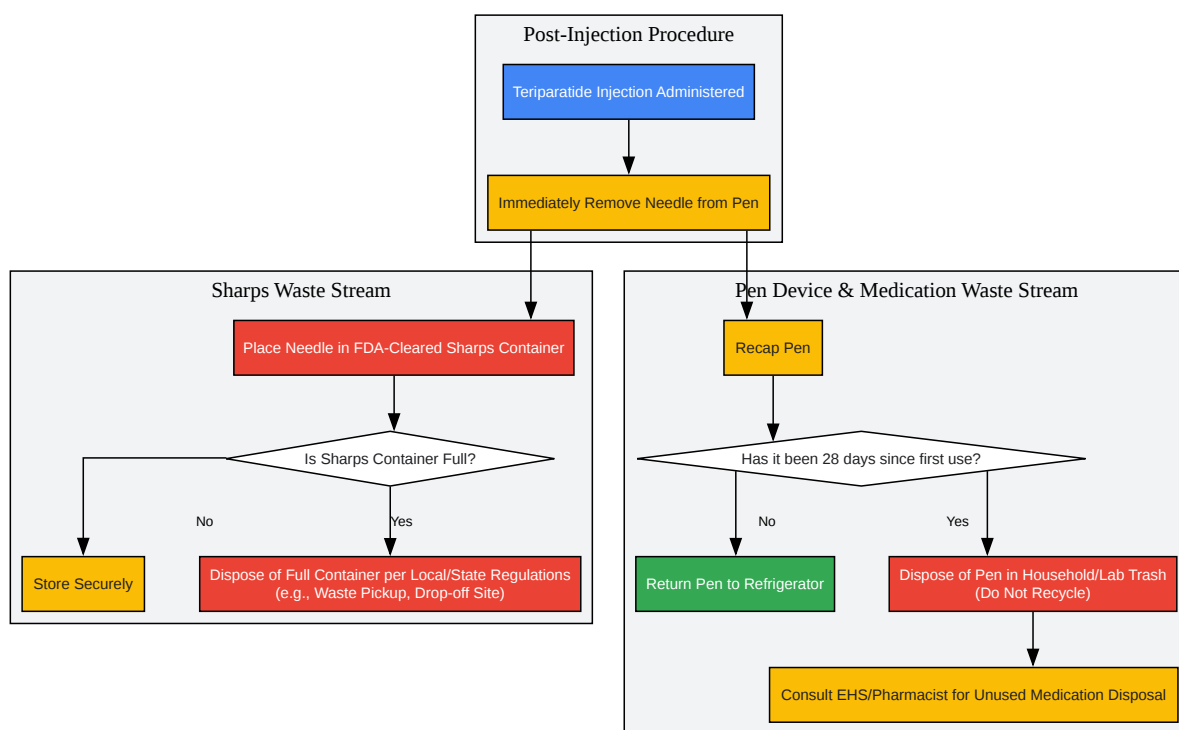 Post-Injection Procedure
Teriparatide Injection Administered
Immediately Remove Needle from Pen
Sharps Waste Stream
Place Needle in FDA-Cleared Sharps Container
Is Sharps Container Full?
No
Yes
Store Securely
Dispose of Full Container per Local/State Regulations
(e.g., Waste Pickup, Drop-off Site)
Pen Device & Medication Waste Stream
Recap Pen
Has it been 28 days since first use?
No
Yes
Return Pen to Refrigerator
Dispose of Pen in Household/Lab Trash
(Do Not Recycle)
Consult EHS/Pharmacist for Unused Medication Disposal